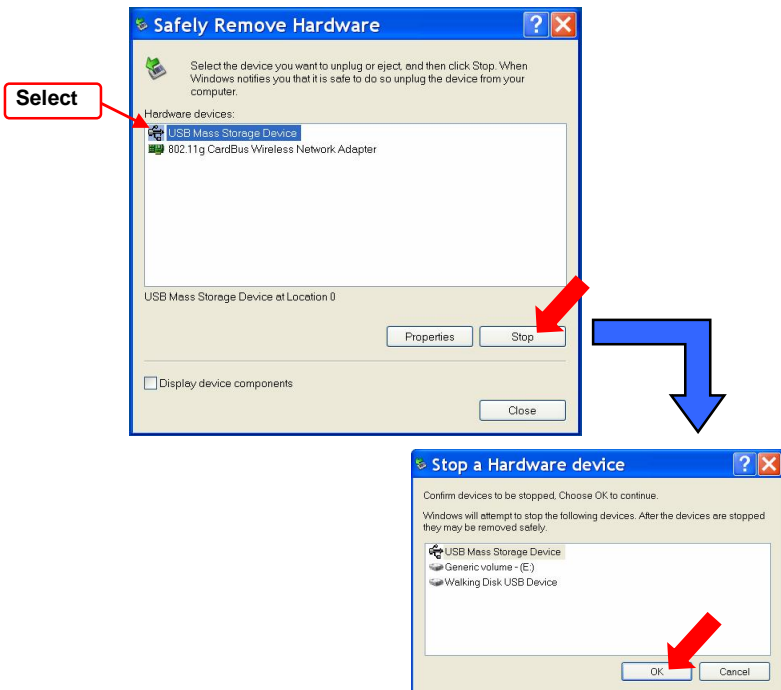 Safely Remove Hardware
Select the device you want to unplug or eject, and then click Stop. When
Windows notifies you that it is safe to do so unplug the device from your
computer.
Select
Hardware devices:
USB Mass Storage Device
802.11g CardBus Wireless Network Adapter
USB Mass Storage Device at Location 0
Properties
Stop
Display device components
Close
Stop a Hardware device
Confirm devices to be stopped, Choose OK to continue.
Windows will attempt to stop the following devices. After the devices are stopped
they may be removed safely.
USB Mass Storage Device
Generic volume - (E:)
Walking Disk USB Device
OK
Cancel